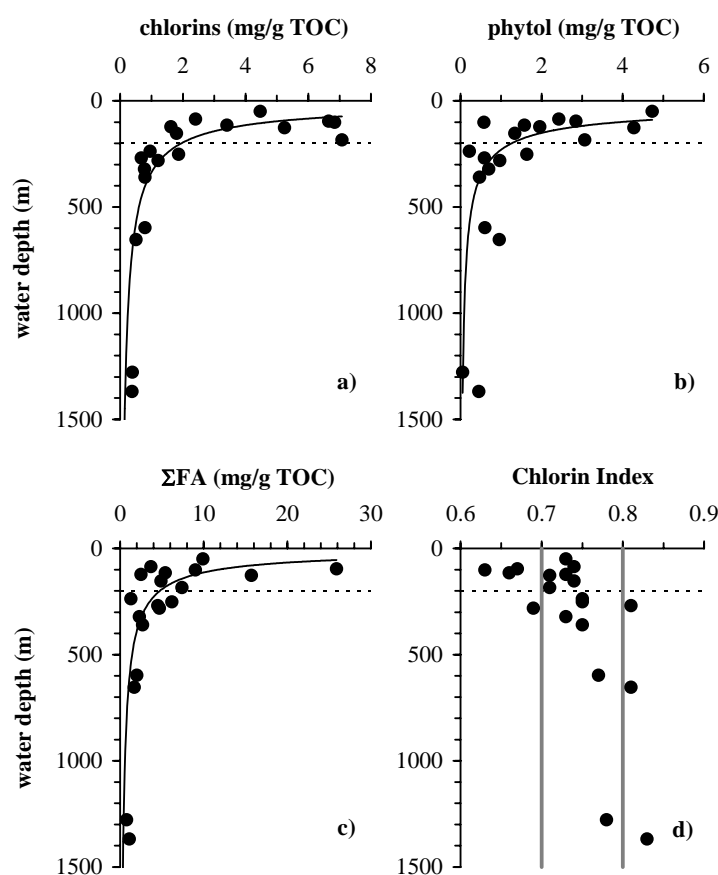 chlorins (mg/g TOC)
0 2 4 6 8
0
500
1000
1500
water depth (m)
a)
phytol (mg/g TOC)
0 2 4 6
0
500
1000
1500
b)
ΣFA (mg/g TOC)
0 10 20 30
0
500
1000
1500
water depth (m)
c)
Chlorin Index
0.6 0.7 0.8 0.9
0
500
1000
1500
d)